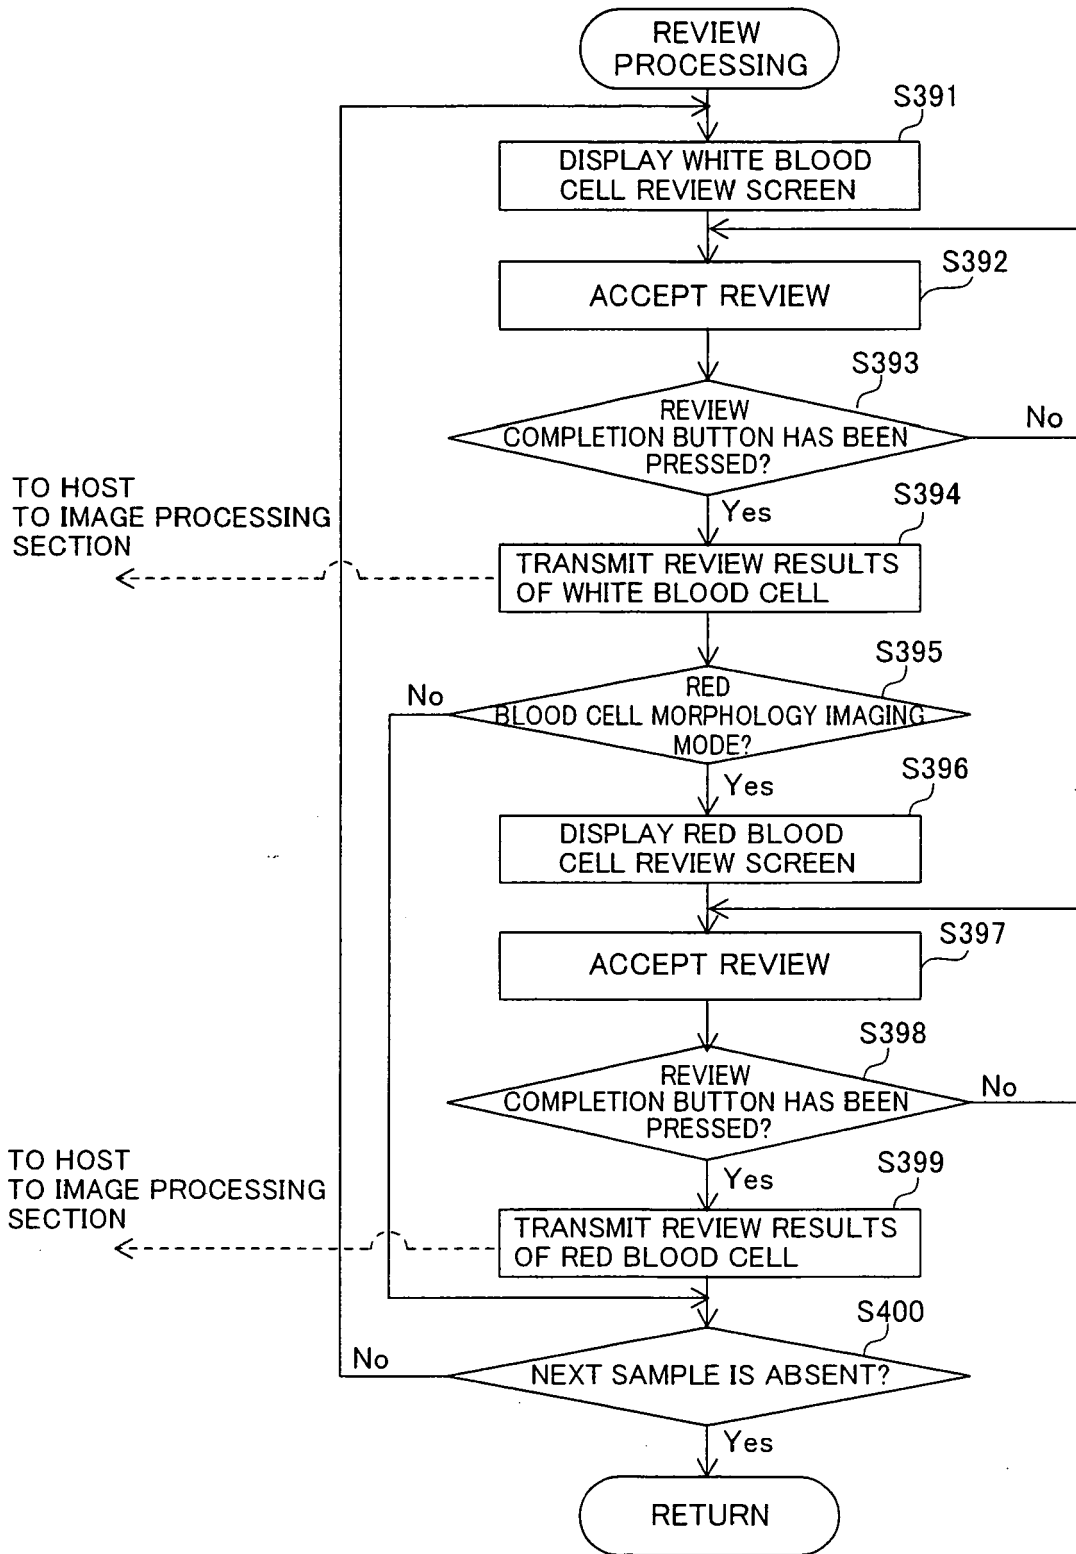 REVIEW
PROCESSING
S391
DISPLAY WHITE BLOOD
CELL REVIEW SCREEN
S392
ACCEPT REVIEW
S393
REVIEW
COMPLETION BUTTON HAS BEEN
PRESSED?
No
TO HOST
TO IMAGE PROCESSING
SECTION
Yes
S394
TRANSMIT REVIEW RESULTS
OF WHITE BLOOD CELL
S395
No
RED
BLOOD CELL MORPHOLOGY IMAGING
MODE?
Yes
S396
DISPLAY RED BLOOD
CELL REVIEW SCREEN
S397
ACCEPT REVIEW
S398
REVIEW
COMPLETION BUTTON HAS BEEN
PRESSED?
No
TO HOST
TO IMAGE PROCESSING
SECTION
Yes
S399
TRANSMIT REVIEW RESULTS
OF RED BLOOD CELL
S400
No
NEXT SAMPLE IS ABSENT?
Yes
RETURN